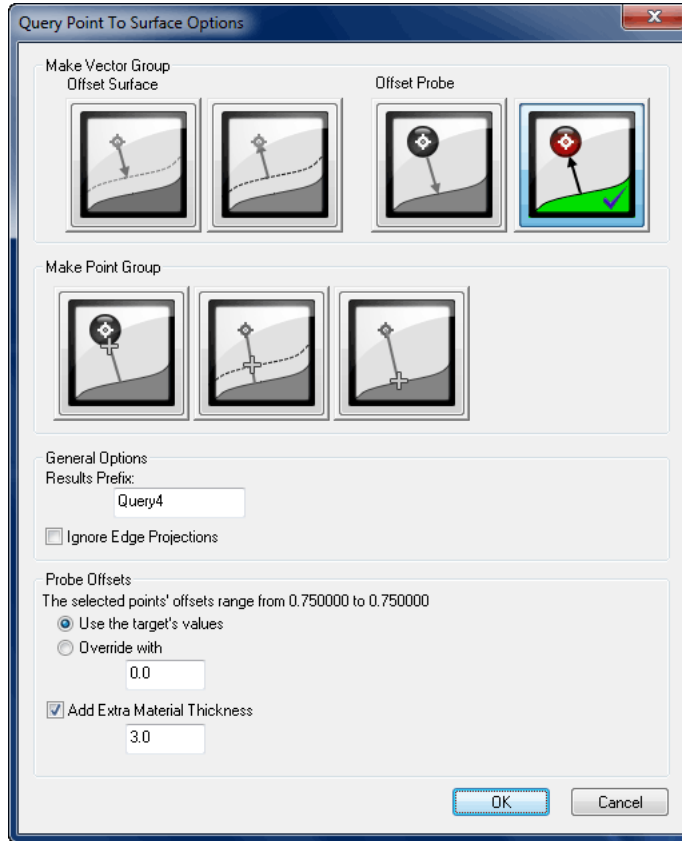 Query Point To Surface Options
Make Vector Group
Offset Surface
Offset Probe
Make Point Group
General Options
Results Prefix:
Query4
Ignore Edge Projections
Probe Offsets
The selected points' offsets range from 0.750000 to 0.750000
Use the target's values
Override with
0.0
Add Extra Material Thickness
3.0
OK
Cancel